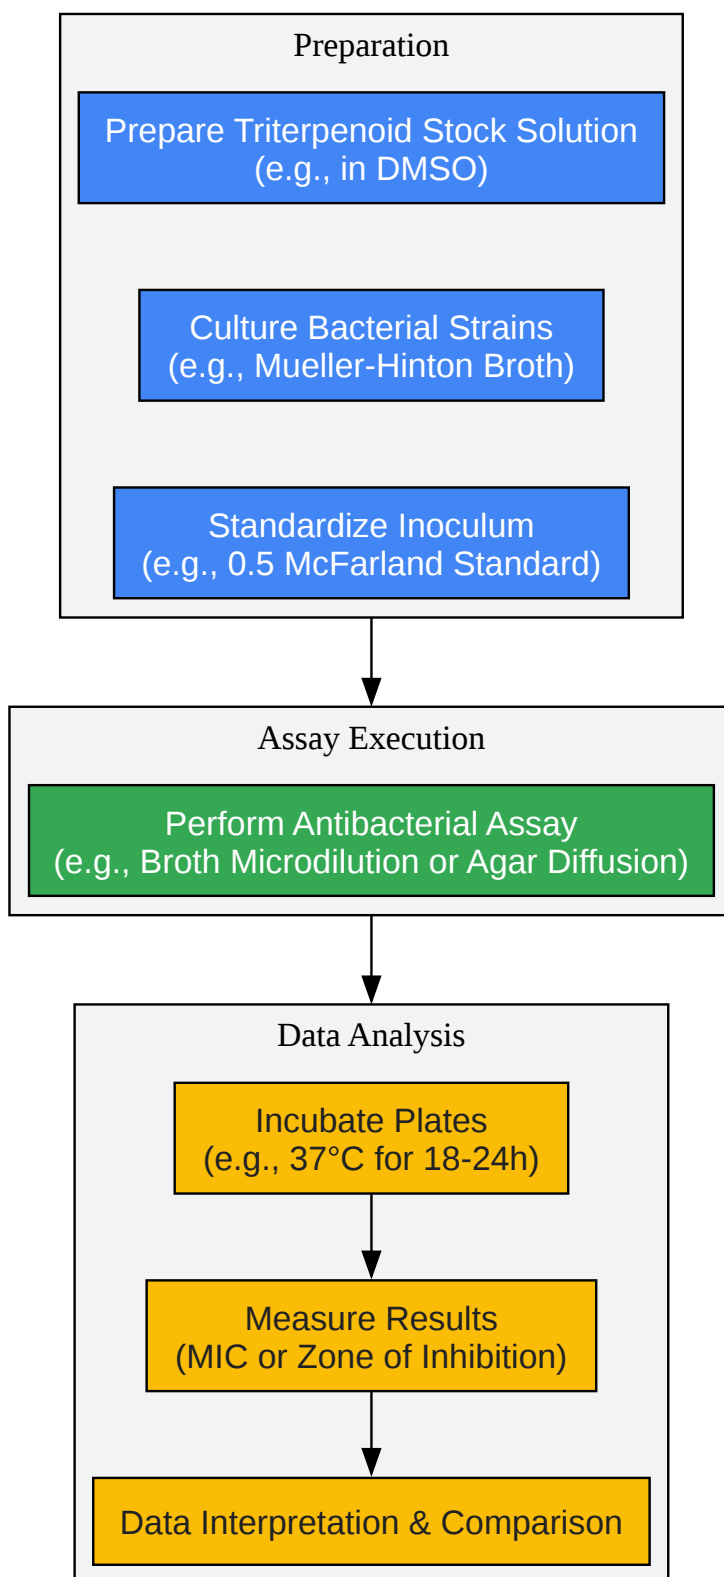 Preparation
Prepare Triterpenoid Stock Solution
(e.g., in DMSO)
Culture Bacterial Strains
(e.g., Mueller-Hinton Broth)
Standardize Inoculum
(e.g., 0.5 McFarland Standard)
Assay Execution
Perform Antibacterial Assay
(e.g., Broth Microdilution or Agar Diffusion)
Data Analysis
Incubate Plates
(e.g., 37°C for 18-24h)
Measure Results
(MIC or Zone of Inhibition)
Data Interpretation & Comparison